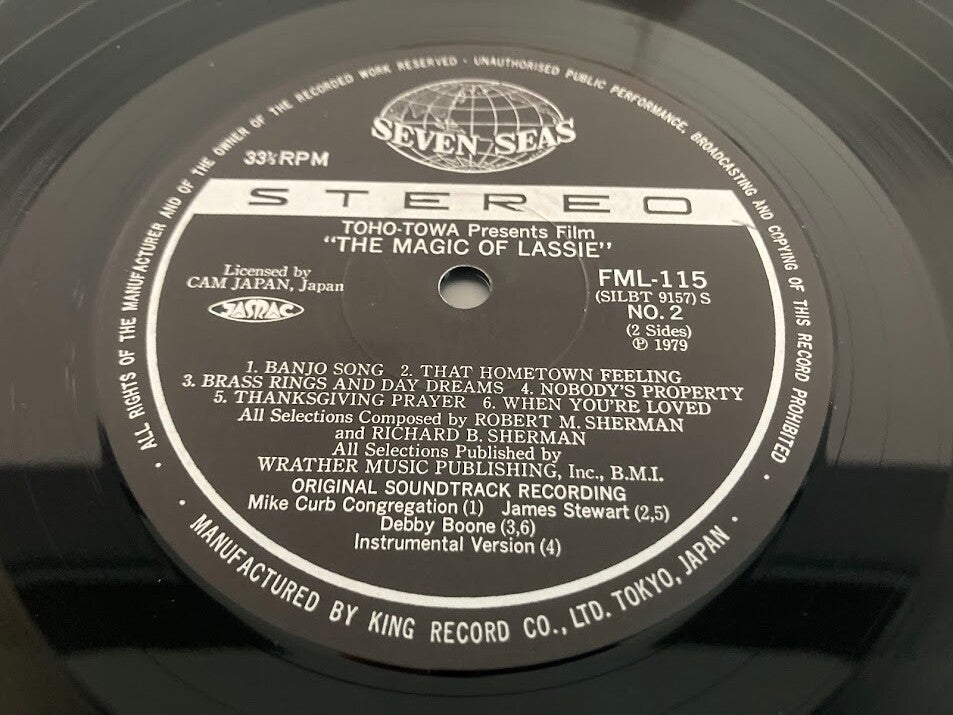 ALL RIGHTS OF THE MANUFACTURER AND OF THE OWNER OF THE RECORDED WORK RESERVED · UNAUTHORISED PUBLIC PERFORMANCE, BROADCASTING AND COPYING OF THIS RECORD PROHIBITED ·
SEVEN SEAS
33⅓RPM
STEREO
TOHO-TOWA Presents Film
"THE MAGIC OF LASSIE"
Licensed by
CAM JAPAN, Japan
JASRAC
FML-115
(SILBT 9157) S
NO. 2
(2 Sides)
Ⓟ 1979
1. BANJO SONG 2. THAT HOMETOWN FEELING
3. BRASS RINGS AND DAY DREAMS 4. NOBODY'S PROPERTY
5. THANKSGIVING PRAYER 6. WHEN YOU'RE LOVED
All Selections Composed by ROBERT M. SHERMAN
and RICHARD B. SHERMAN
All Selections Published by
WRATHER MUSIC PUBLISHING, Inc., B.M.I.
ORIGINAL SOUNDTRACK RECORDING
Mike Curb Congregation (1) James Stewart (2,5)
Debby Boone (3,6)
Instrumental Version (4)
· MANUFACTURED BY KING RECORD CO., LTD. TOKYO, JAPAN ·